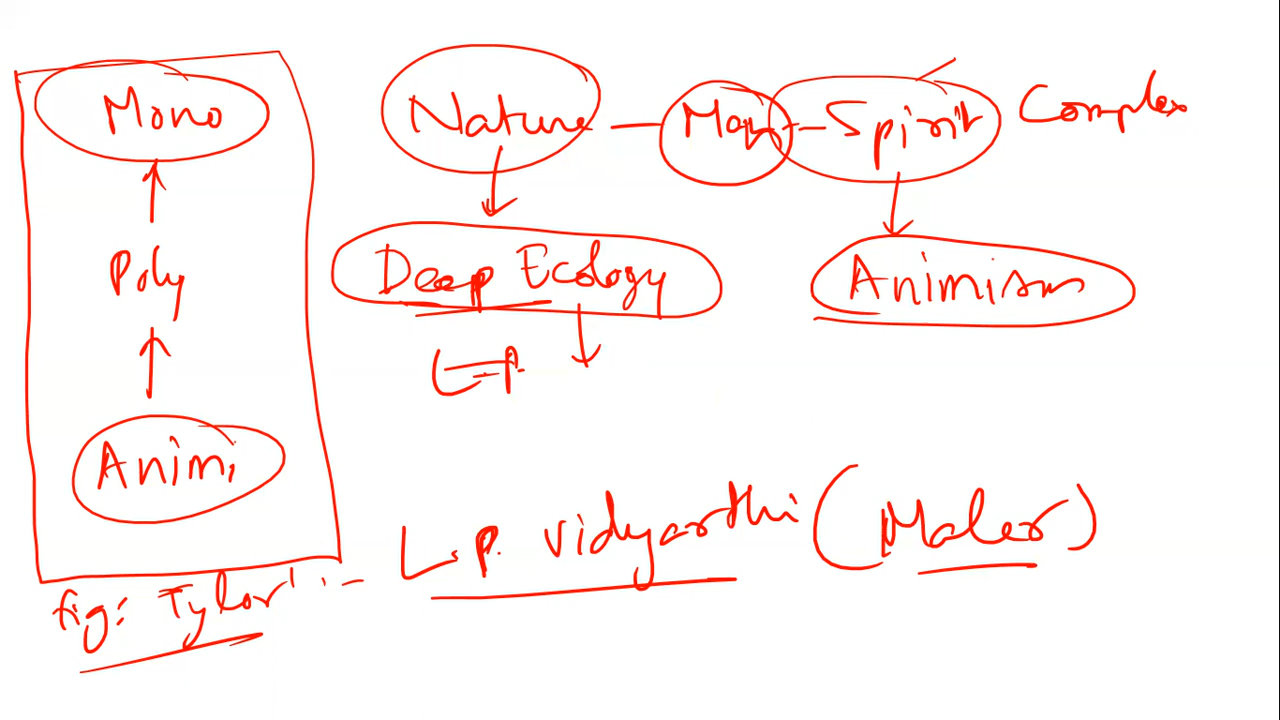 Mono
Poly
Animi
fig: Tylor' :-
Nature - Man - Spirit Complex
Deep Ecology
Animism
L.P. Vidyarthi (Maler)